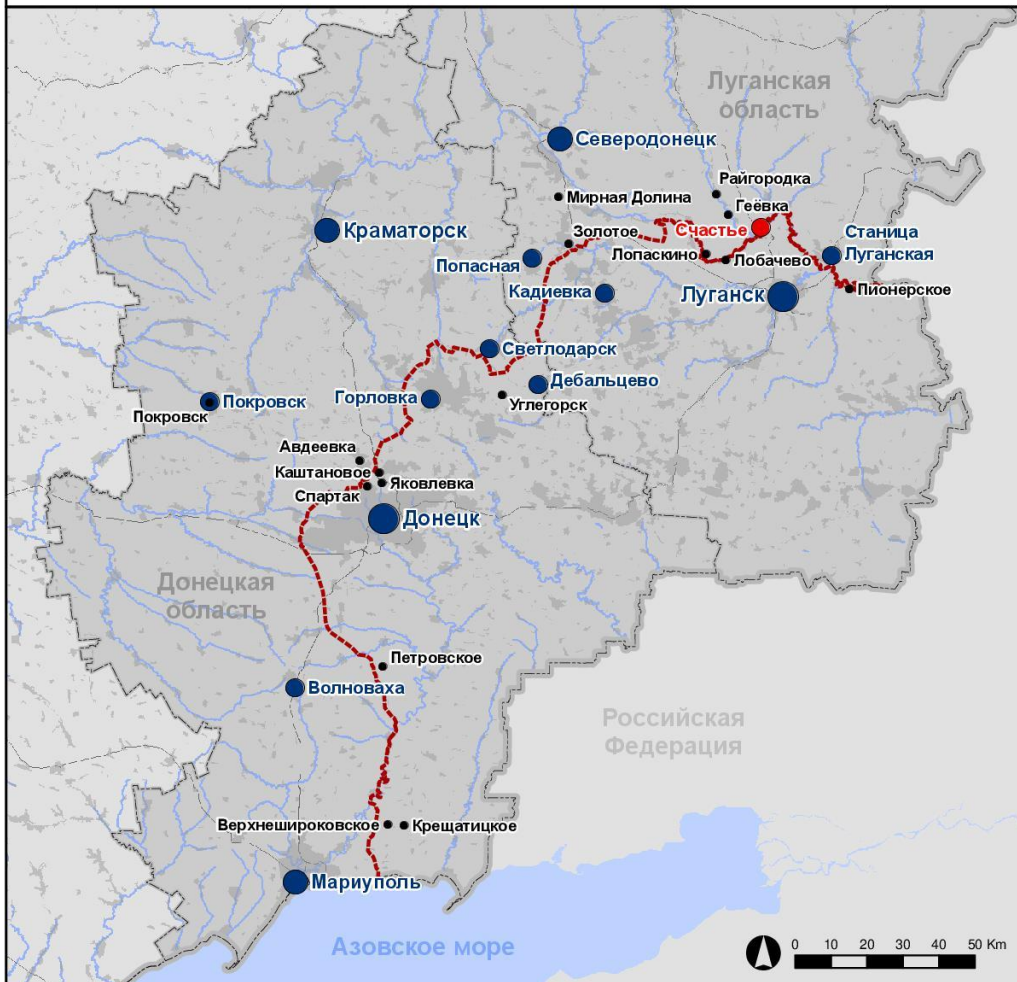 Луганская
область
Северодонецк
Райгородка
Мирная Долина
Геёвка
Счастье
Станица
Луганская
Краматорск
Золотое
Лопаскино
Лобачево
Попасная
Кадиевка
Луганск
Пионерское
Светлодарск
Дебальцево
Горловка
Углегорск
Покровск
Покровск
Авдеевка
Каштановое
Яковлевка
Спартак
Донецк
Донецкая
область
Петровское
Волноваха
Российская
Федерация
Верхнешироковское
Крещатицкое
Мариуполь
Азовское море
0 10 20 30 40 50 Km